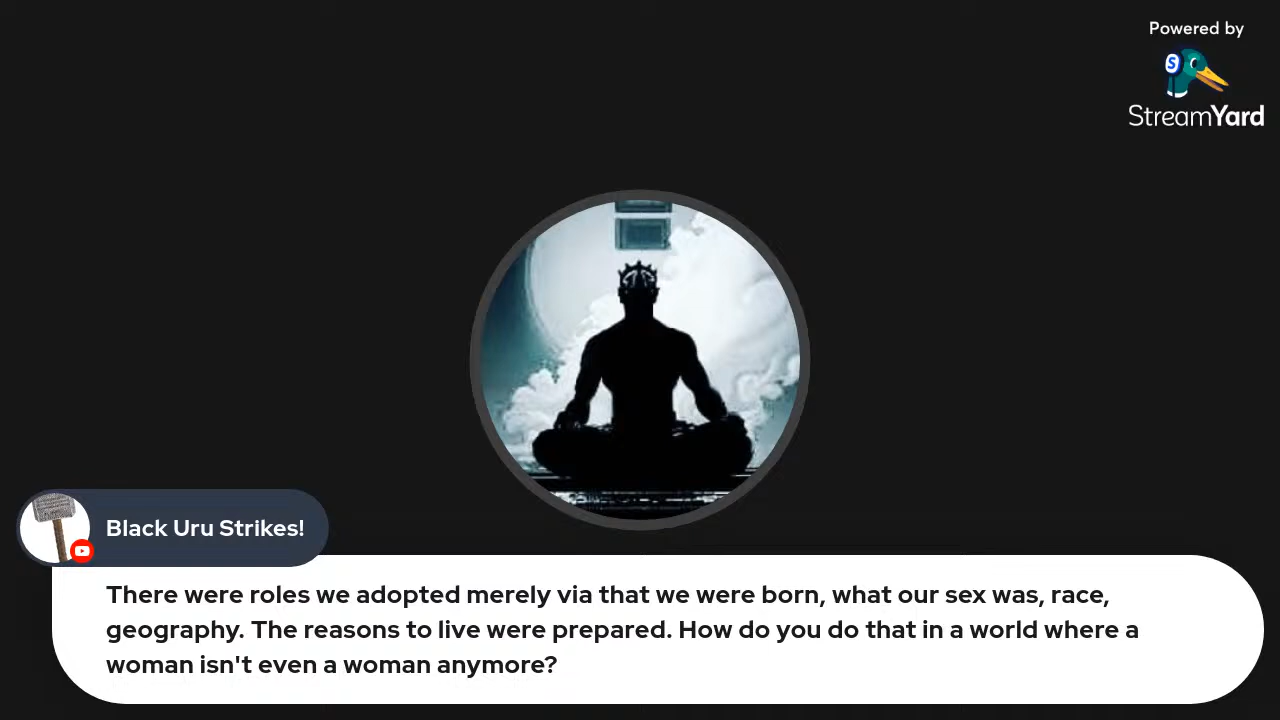 Powered by
S
StreamYard
Black Uru Strikes!
There were roles we adopted merely via that we were born, what our sex was, race,
geography. The reasons to live were prepared. How do you do that in a world where a
woman isn't even a woman anymore?